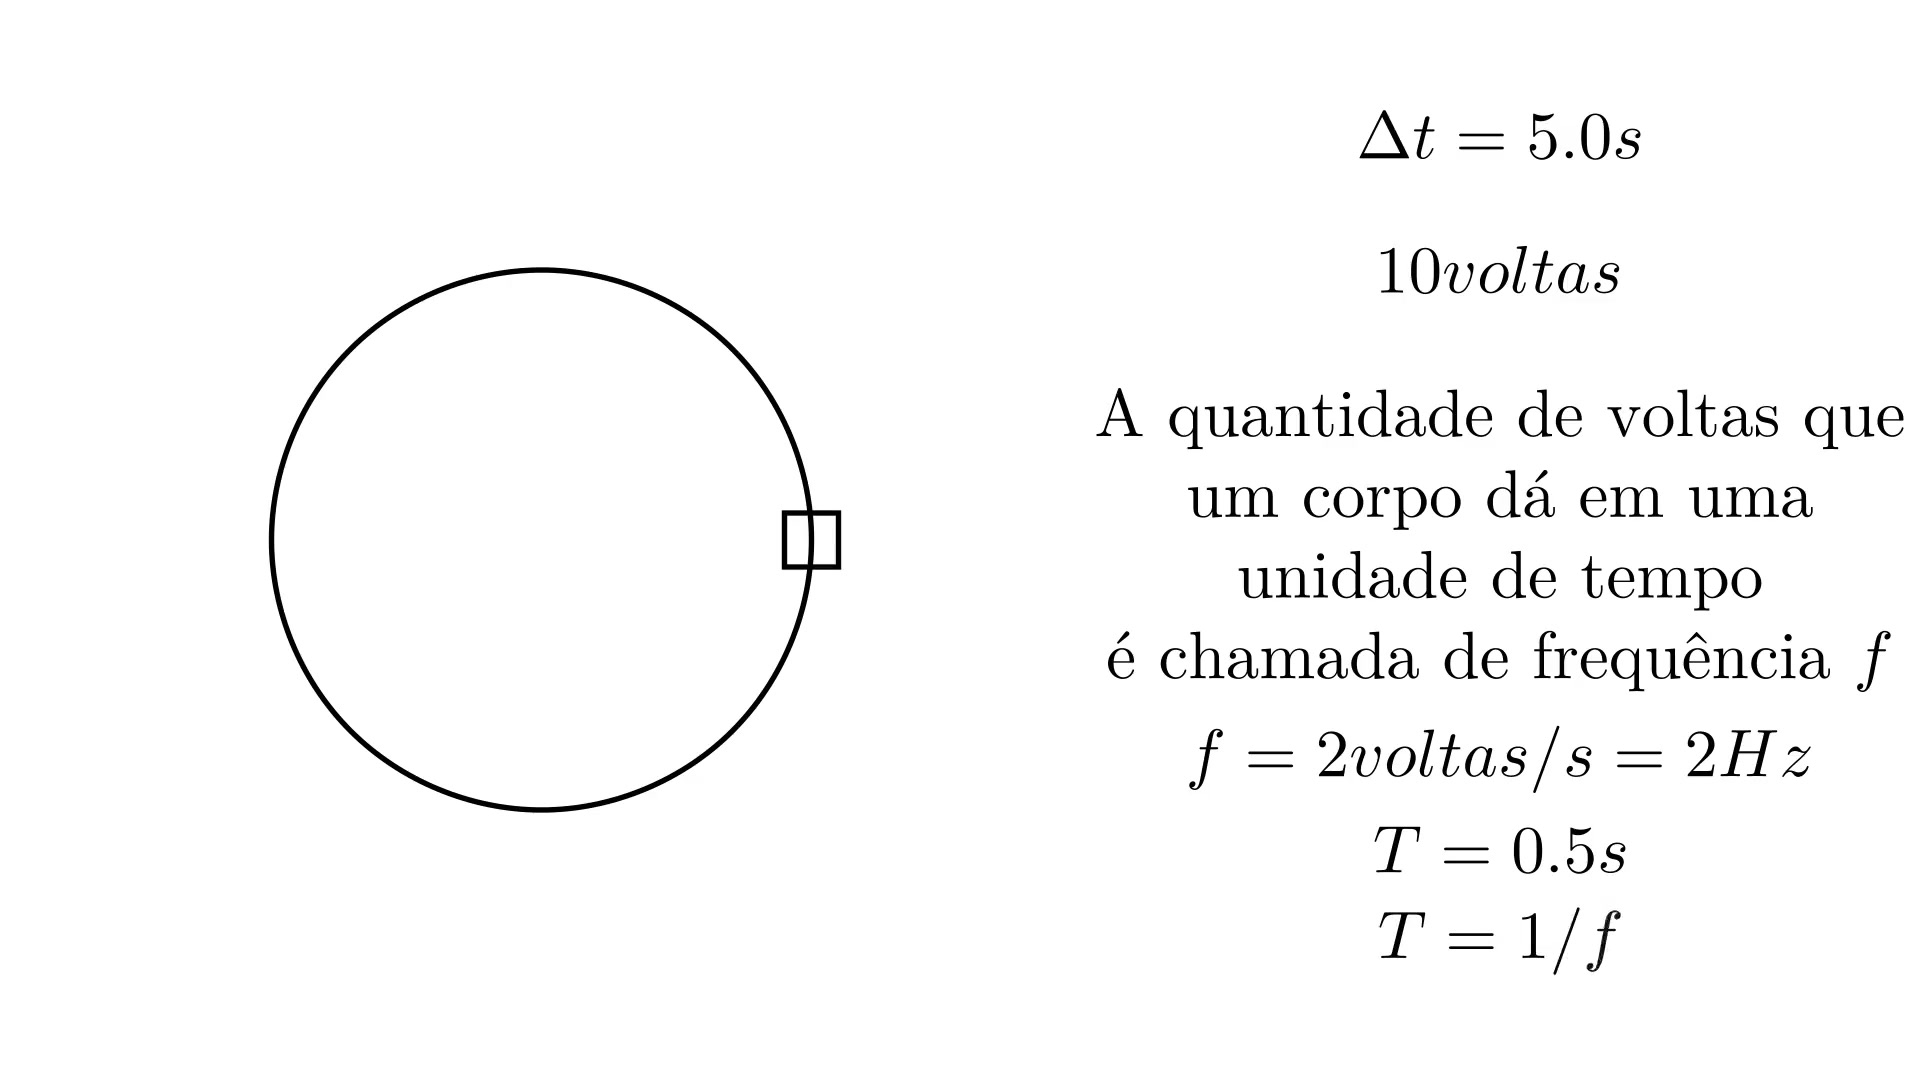 Δt = 5.0s
10voltas
A quantidade de voltas que
um corpo dá em uma
unidade de tempo
é chamada de frequência f
f = 2voltas/s = 2Hz
T = 0.5s
T = 1/f